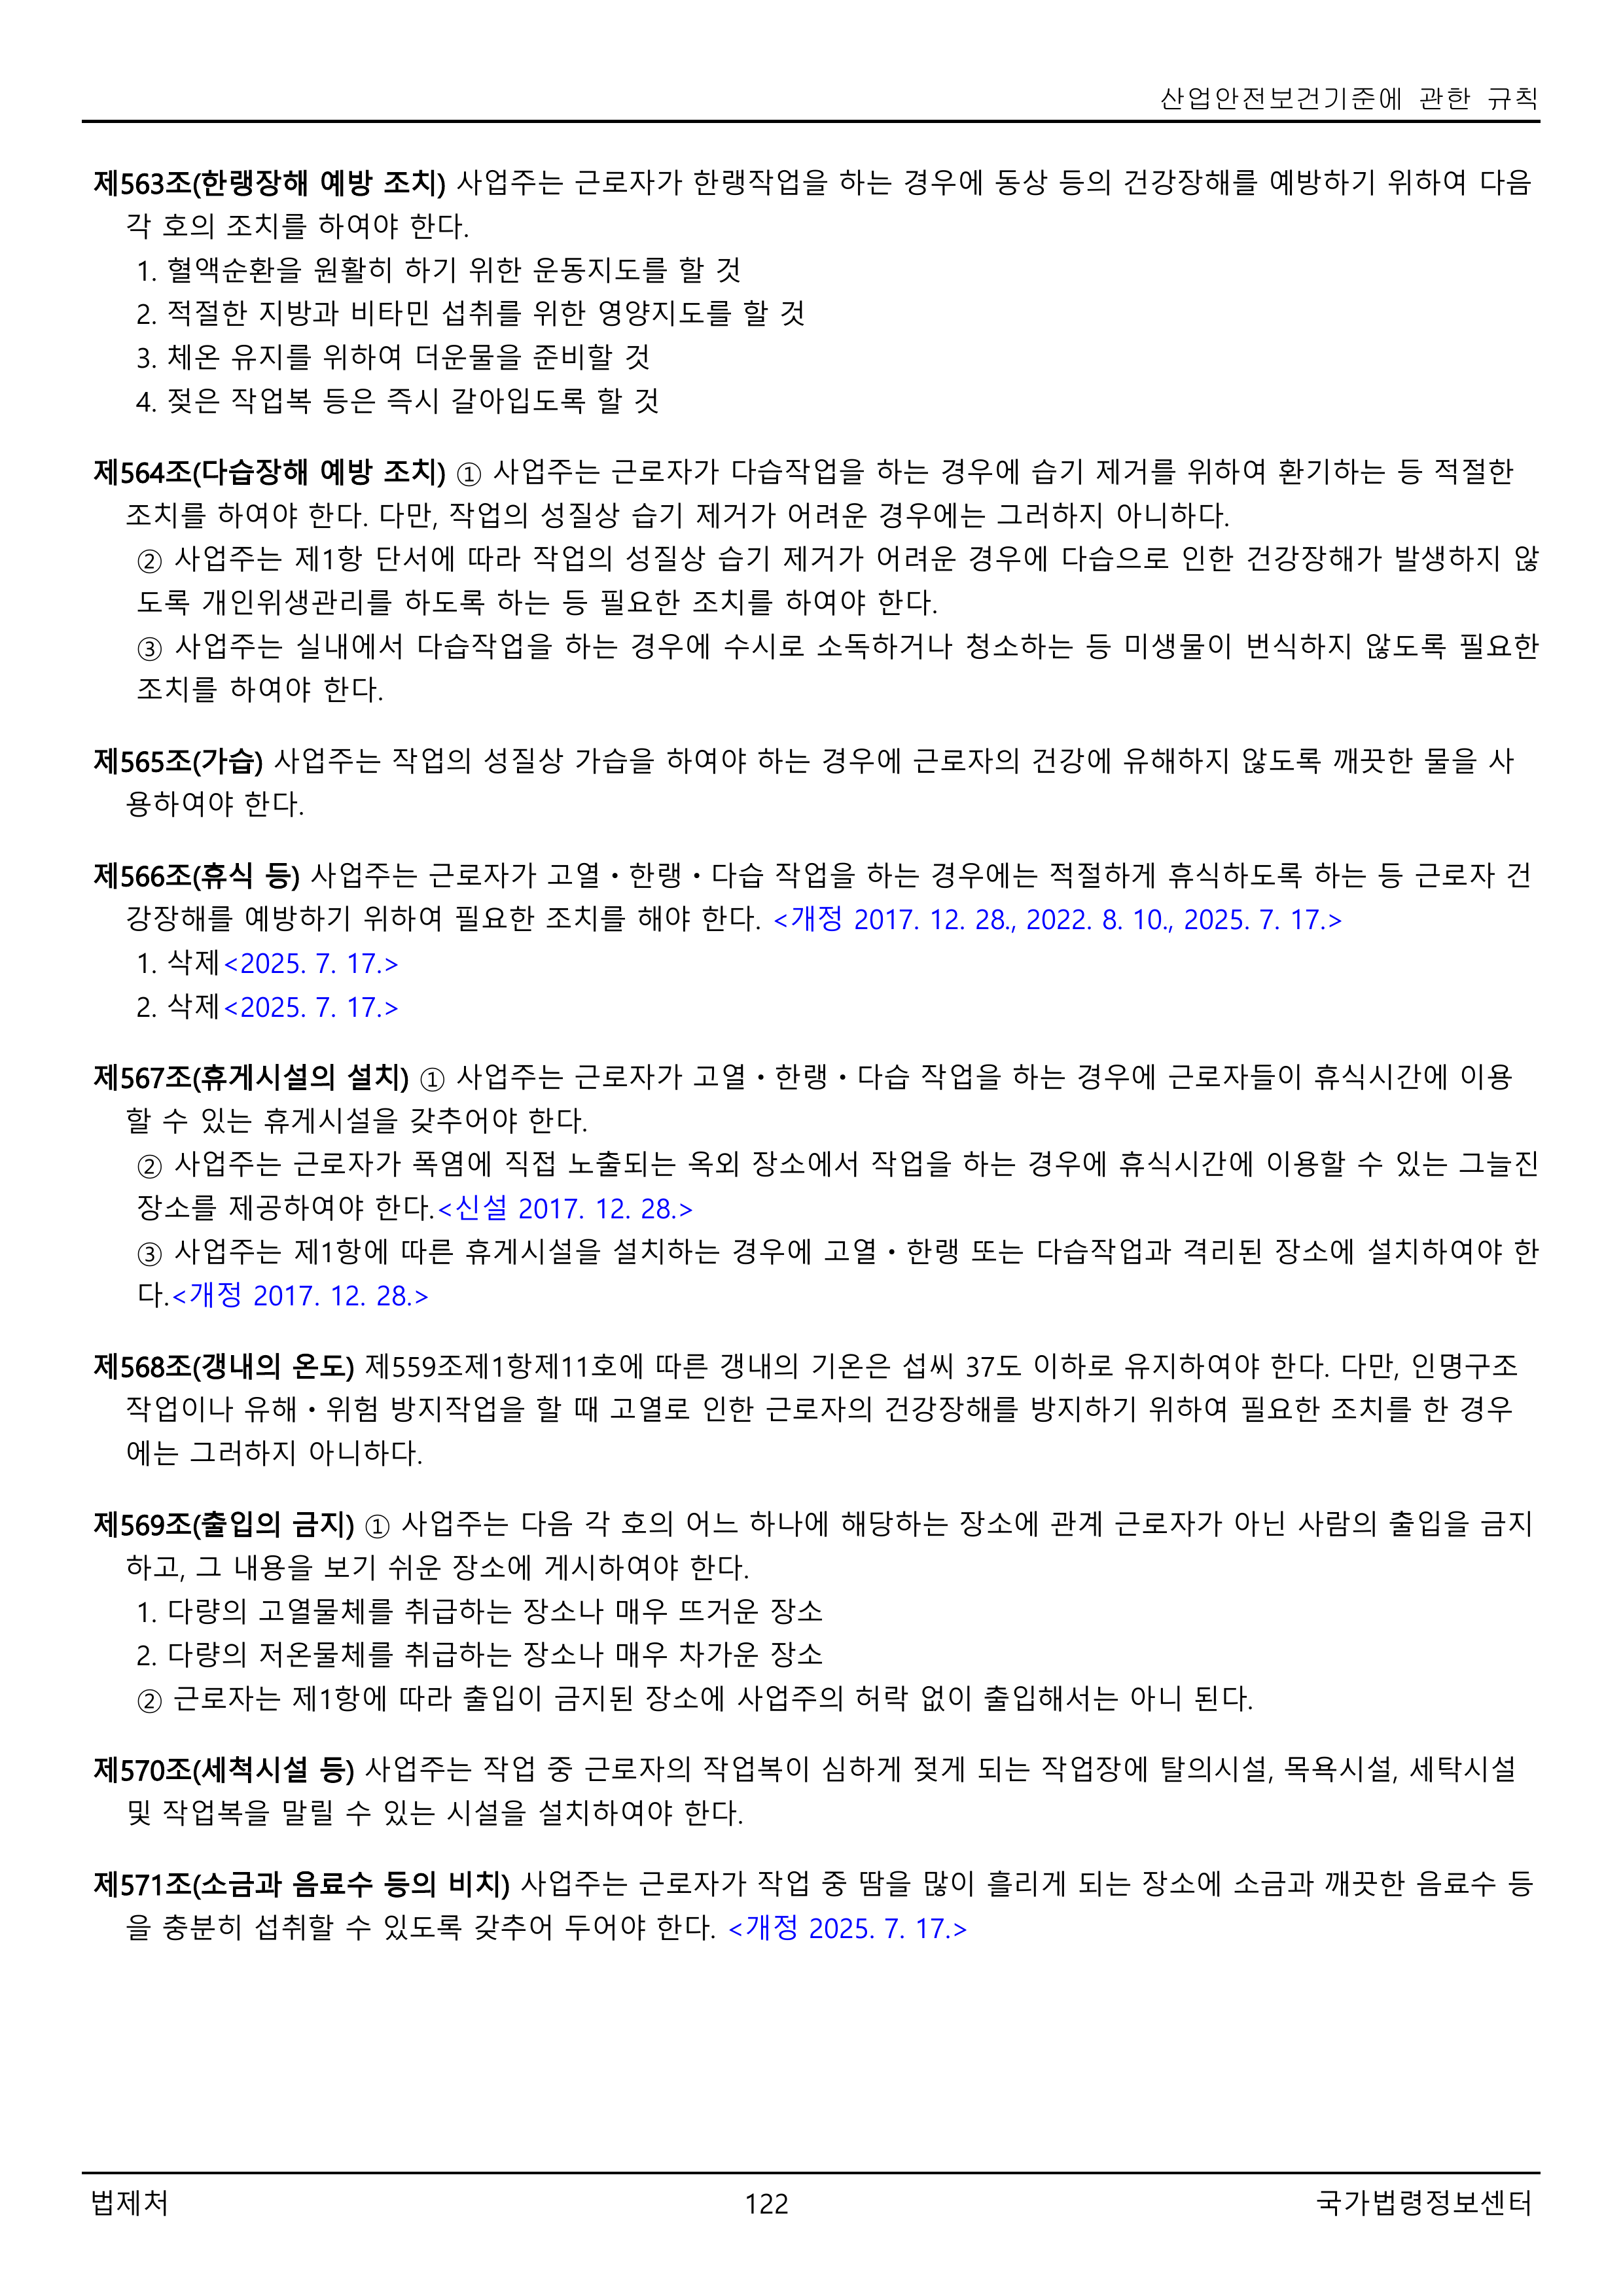 산업안전보건기준에 관한 규칙
제563조(한랭장해 예방 조치) 사업주는 근로자가 한랭작업을 하는 경우에 동상 등의 건강장해를 예방하기 위하여 다음
각 호의 조치를 하여야 한다.
1. 혈액순환을 원활히 하기 위한 운동지도를 할 것
2. 적절한 지방과 비타민 섭취를 위한 영양지도를 할 것
3. 체온 유지를 위하여 더운물을 준비할 것
4. 젖은 작업복 등은 즉시 갈아입도록 할 것
제564조(다습장해 예방 조치) ① 사업주는 근로자가 다습작업을 하는 경우에 습기 제거를 위하여 환기하는 등 적절한
조치를 하여야 한다. 다만, 작업의 성질상 습기 제거가 어려운 경우에는 그러하지 아니하다.
② 사업주는 제1항 단서에 따라 작업의 성질상 습기 제거가 어려운 경우에 다습으로 인한 건강장해가 발생하지 않
도록 개인위생관리를 하도록 하는 등 필요한 조치를 하여야 한다.
③ 사업주는 실내에서 다습작업을 하는 경우에 수시로 소독하거나 청소하는 등 미생물이 번식하지 않도록 필요한
조치를 하여야 한다.
제565조(가습) 사업주는 작업의 성질상 가습을 하여야 하는 경우에 근로자의 건강에 유해하지 않도록 깨끗한 물을 사
용하여야 한다.
제566조(휴식 등) 사업주는 근로자가 고열ㆍ한랭ㆍ다습 작업을 하는 경우에는 적절하게 휴식하도록 하는 등 근로자 건
강장해를 예방하기 위하여 필요한 조치를 해야 한다. <개정 2017. 12. 28., 2022. 8. 10., 2025. 7. 17.>
1. 삭제<2025. 7. 17.>
2. 삭제<2025. 7. 17.>
제567조(휴게시설의 설치) ① 사업주는 근로자가 고열ㆍ한랭ㆍ다습 작업을 하는 경우에 근로자들이 휴식시간에 이용
할 수 있는 휴게시설을 갖추어야 한다.
② 사업주는 근로자가 폭염에 직접 노출되는 옥외 장소에서 작업을 하는 경우에 휴식시간에 이용할 수 있는 그늘진
장소를 제공하여야 한다.<신설 2017. 12. 28.>
③ 사업주는 제1항에 따른 휴게시설을 설치하는 경우에 고열ㆍ한랭 또는 다습작업과 격리된 장소에 설치하여야 한
다.<개정 2017. 12. 28.>
제568조(갱내의 온도) 제559조제1항제11호에 따른 갱내의 기온은 섭씨 37도 이하로 유지하여야 한다. 다만, 인명구조
작업이나 유해ㆍ위험 방지작업을 할 때 고열로 인한 근로자의 건강장해를 방지하기 위하여 필요한 조치를 한 경우
에는 그러하지 아니하다.
제569조(출입의 금지) ① 사업주는 다음 각 호의 어느 하나에 해당하는 장소에 관계 근로자가 아닌 사람의 출입을 금지
하고, 그 내용을 보기 쉬운 장소에 게시하여야 한다.
1. 다량의 고열물체를 취급하는 장소나 매우 뜨거운 장소
2. 다량의 저온물체를 취급하는 장소나 매우 차가운 장소
② 근로자는 제1항에 따라 출입이 금지된 장소에 사업주의 허락 없이 출입해서는 아니 된다.
제570조(세척시설 등) 사업주는 작업 중 근로자의 작업복이 심하게 젖게 되는 작업장에 탈의시설, 목욕시설, 세탁시설
및 작업복을 말릴 수 있는 시설을 설치하여야 한다.
제571조(소금과 음료수 등의 비치) 사업주는 근로자가 작업 중 땀을 많이 흘리게 되는 장소에 소금과 깨끗한 음료수 등
을 충분히 섭취할 수 있도록 갖추어 두어야 한다. <개정 2025. 7. 17.>
법제처 122 국가법령정보센터